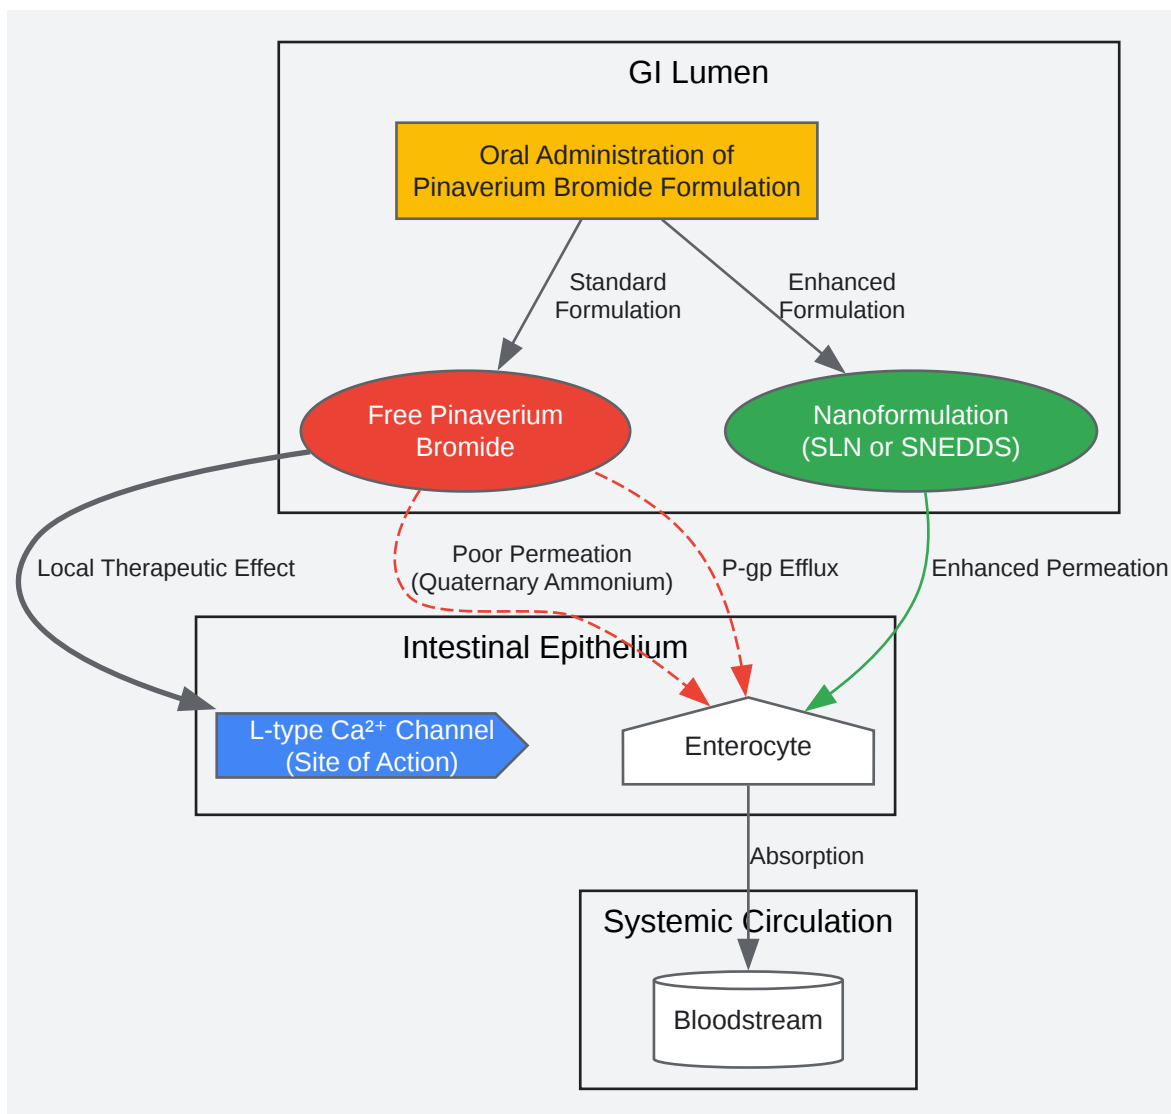 GI Lumen
Oral Administration of
Pinaverium Bromide Formulation
Standard
Formulation
Enhanced
Formulation
Free Pinaverium
Bromide
Nanoformulation
(SLN or SNEDDS)
Local Therapeutic Effect
Poor Permeation
(Quaternary Ammonium)
P-gp Efflux
Enhanced Permeation
Intestinal Epithelium
L-type Ca²⁺ Channel
(Site of Action)
Enterocyte
Absorption
Systemic Circulation
Bloodstream